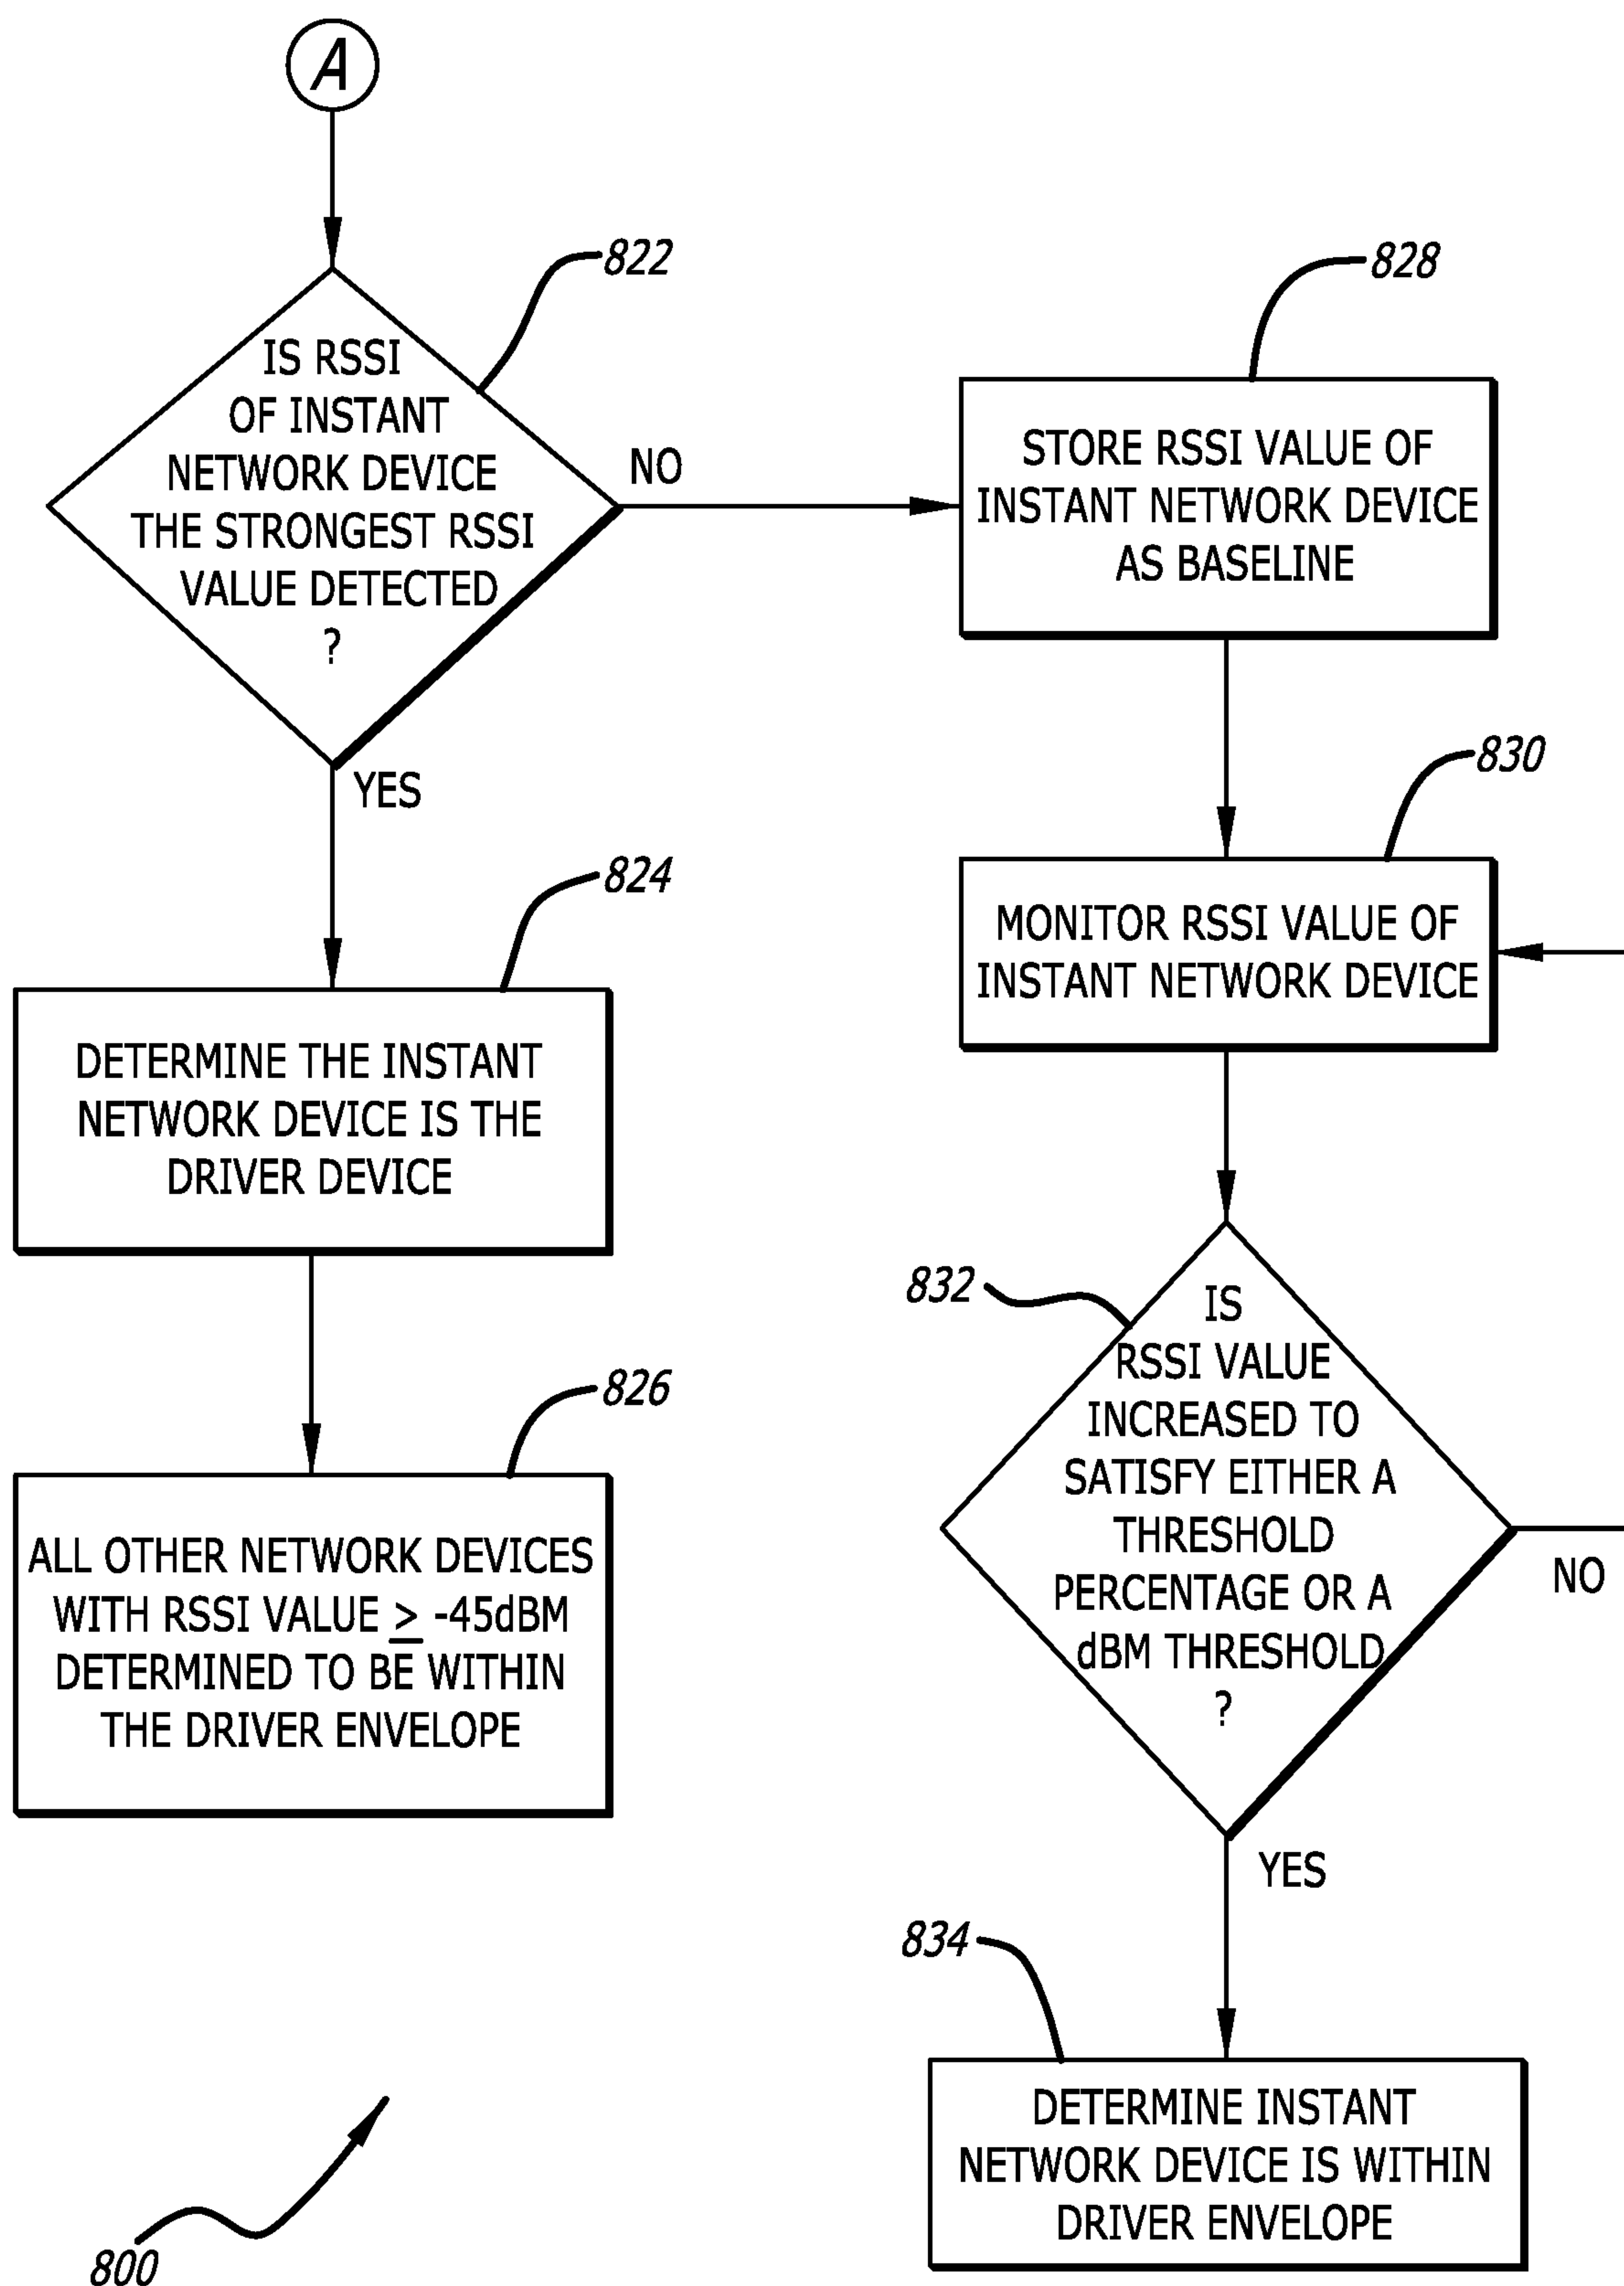 A
822
IS RSSI
OF INSTANT
NETWORK DEVICE
THE STRONGEST RSSI
VALUE DETECTED
?
NO
YES
824
DETERMINE THE INSTANT
NETWORK DEVICE IS THE
DRIVER DEVICE
826
ALL OTHER NETWORK DEVICES
WITH RSSI VALUE ≥ -45dBM
DETERMINED TO BE WITHIN
THE DRIVER ENVELOPE
828
STORE RSSI VALUE OF
INSTANT NETWORK DEVICE
AS BASELINE
830
MONITOR RSSI VALUE OF
INSTANT NETWORK DEVICE
832
IS
RSSI VALUE
INCREASED TO
SATISFY EITHER A
THRESHOLD
PERCENTAGE OR A
dBM THRESHOLD
?
NO
YES
834
DETERMINE INSTANT
NETWORK DEVICE IS WITHIN
DRIVER ENVELOPE
800